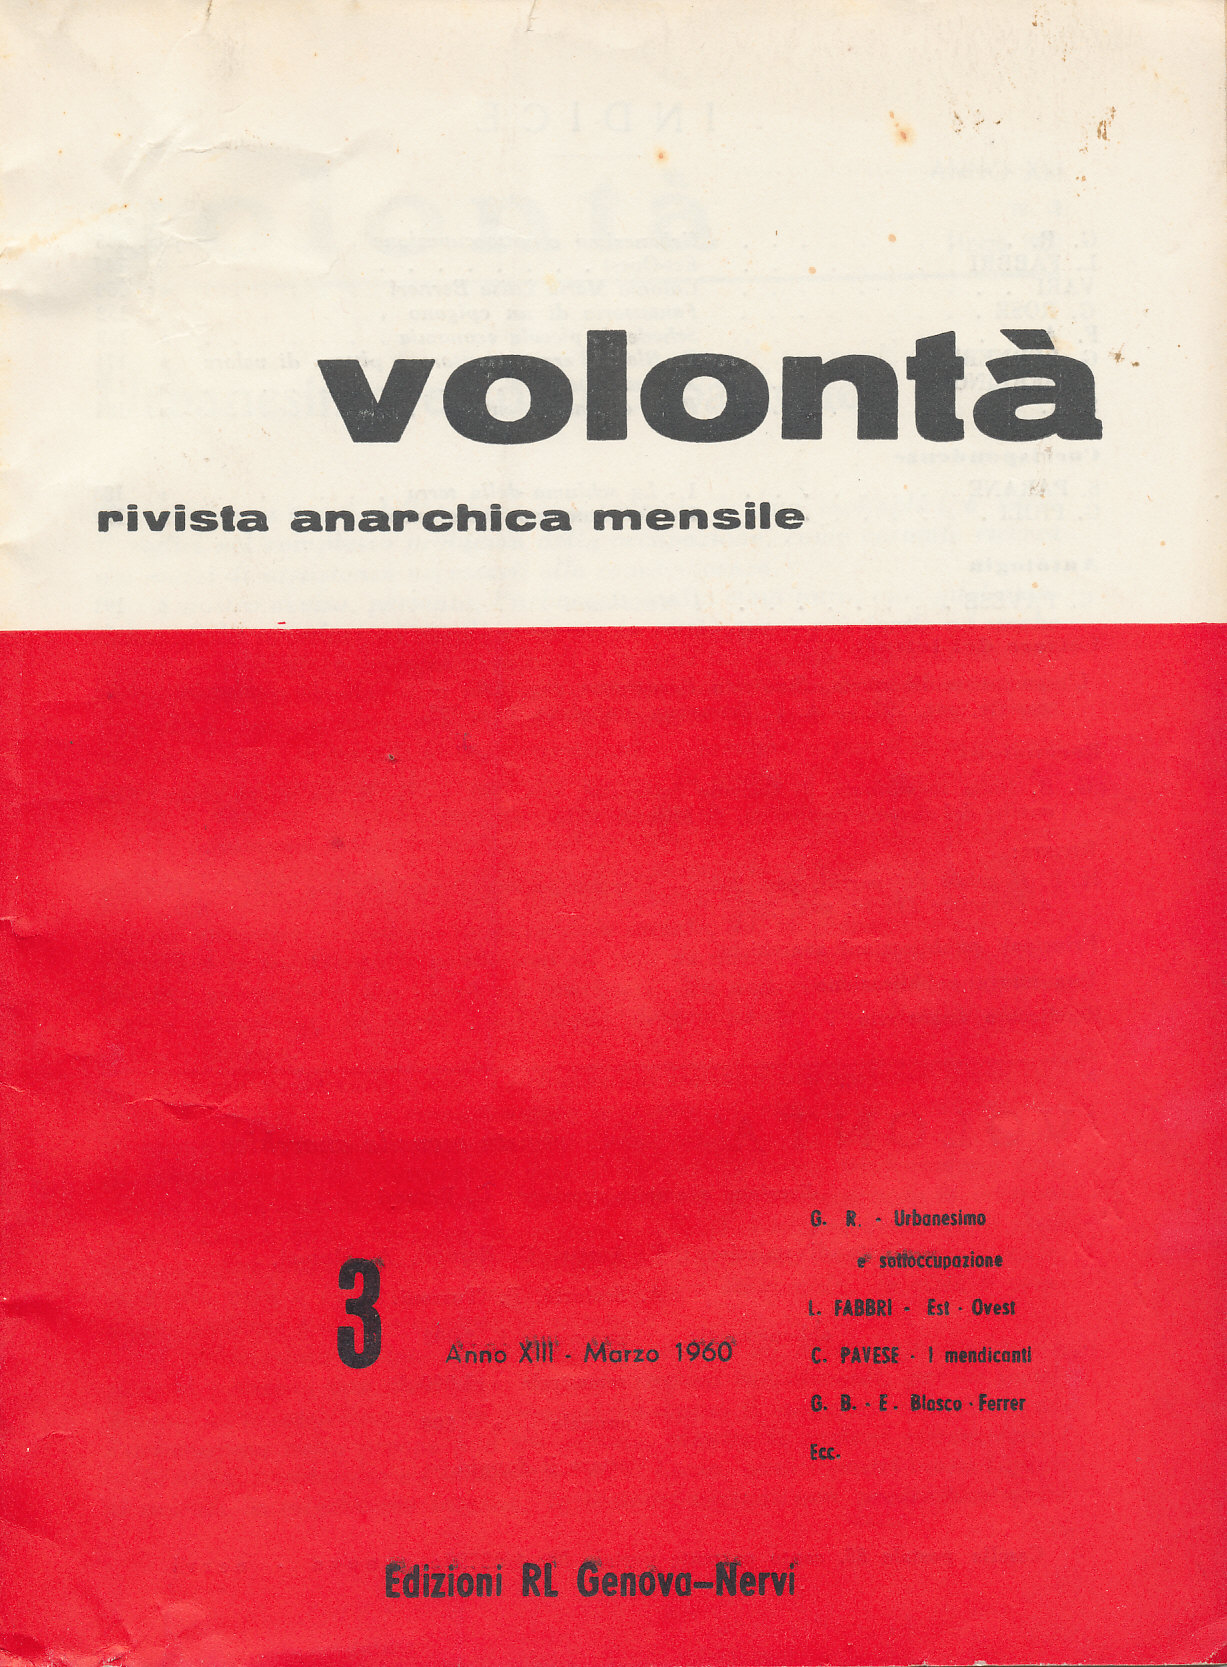 volontà
rivista anarchica mensile
3
Anno XIII - Marzo 1960
G. R. - Urbanesimo
e sottoccupazione
L. FABBRI - Est - Ovest
C. PAVESE - I mendicanti
G. B. - E. Blasco - Ferrer
Ecc.
Edizioni RL Genova-Nervi